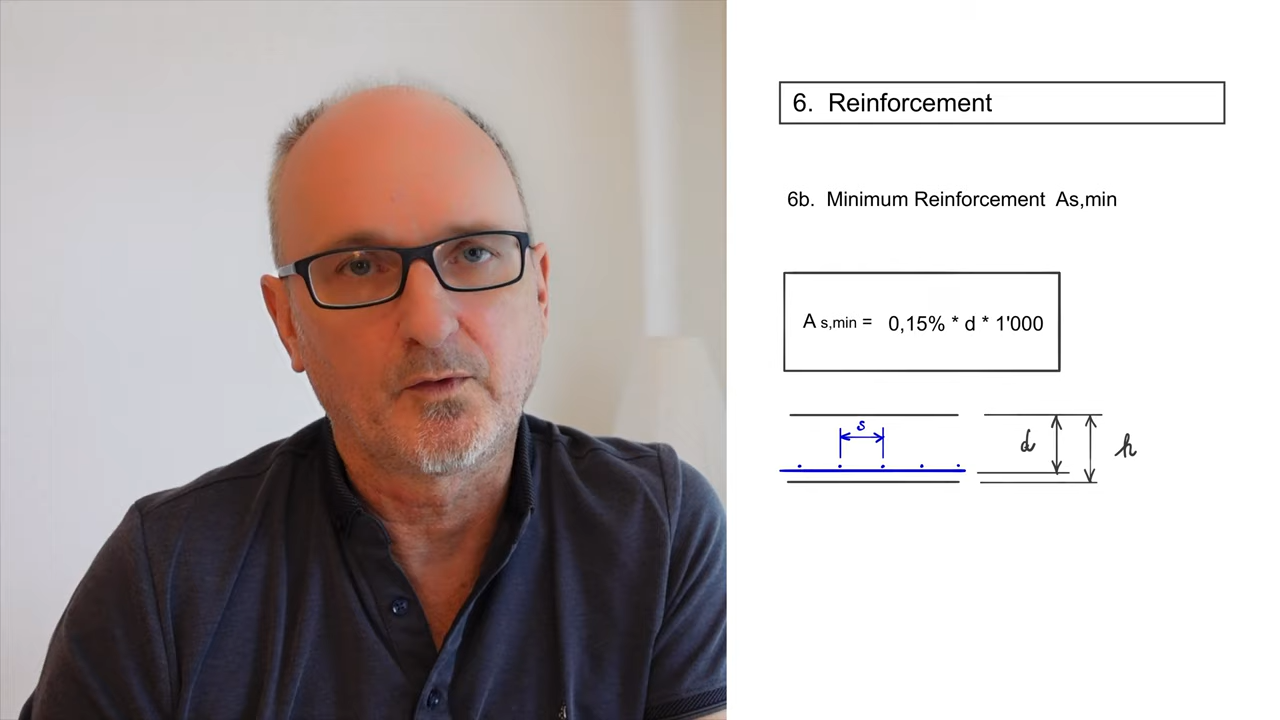 6. Reinforcement
6b. Minimum Reinforcement As,min
A s,min = 0,15% * d * 1'000
s
d
h